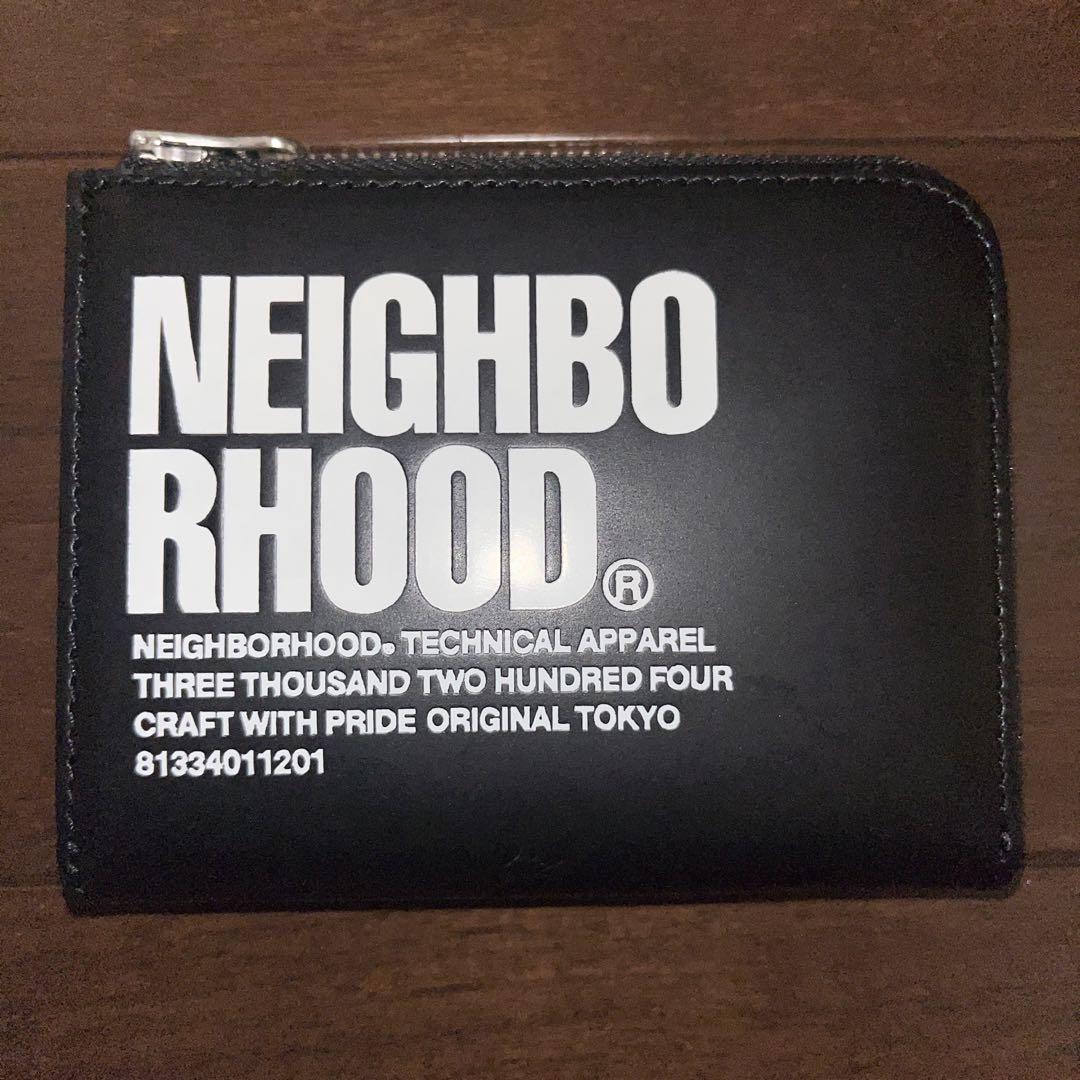 NEIGHBO
RHOOD®
NEIGHBORHOOD® TECHNICAL APPAREL
THREE THOUSAND TWO HUNDRED FOUR
CRAFT WITH PRIDE ORIGINAL TOKYO
81334011201